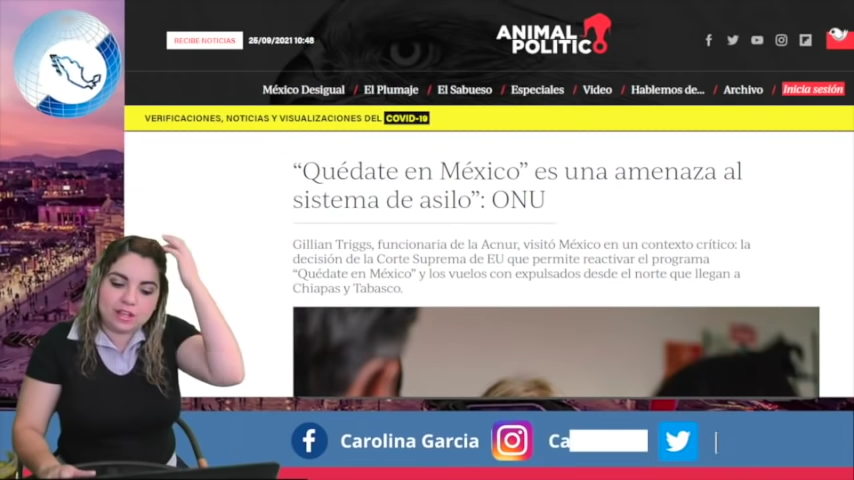 RECIBE NOTICIAS 25/09/2021 10:48
ANIMAL
POLITICO
México Desigual / El Plumaje / El Sabueso / Especiales / Video / Hablemos de... / Archivo / Inicia sesión
VERIFICACIONES, NOTICIAS Y VISUALIZACIONES DEL COVID-19
“Quédate en México” es una amenaza al
sistema de asilo”: ONU
Gillian Triggs, funcionaria de la Acnur, visitó México en un contexto crítico: la
decisión de la Corte Suprema de EU que permite reactivar el programa
“Quédate en México” y los vuelos con expulsados desde el norte que llegan a
Chiapas y Tabasco.
Carolina Garcia Ca